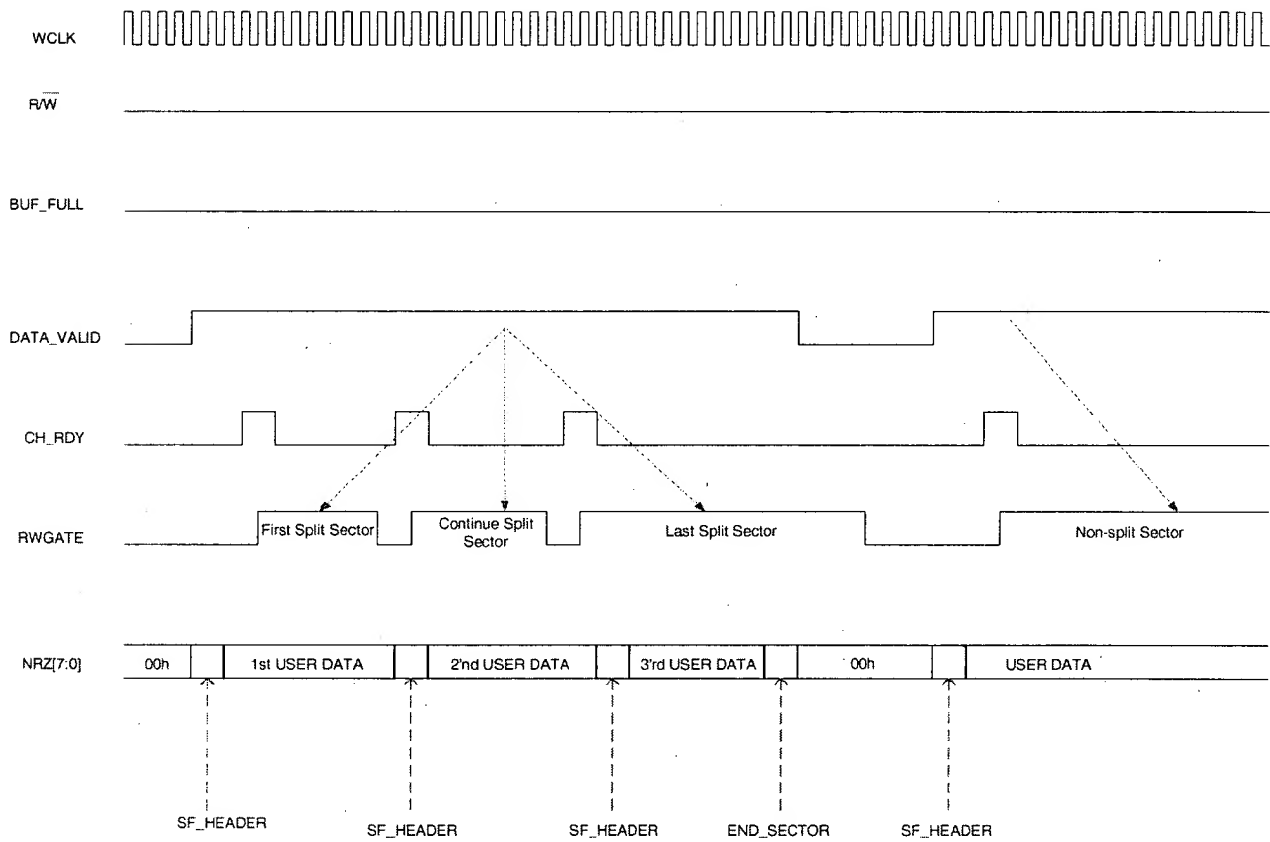 WCLK
R/W
BUF_FULL
DATA_VALID
CH_RDY
RWGATE
First Split Sector
Continue Split
Sector
Last Split Sector
Non-split Sector
NRZ[7:0]
00h
1st USER DATA
2'nd USER DATA
3'rd USER DATA
00h
USER DATA
SF_HEADER
SF_HEADER
SF_HEADER
END_SECTOR
SF_HEADER